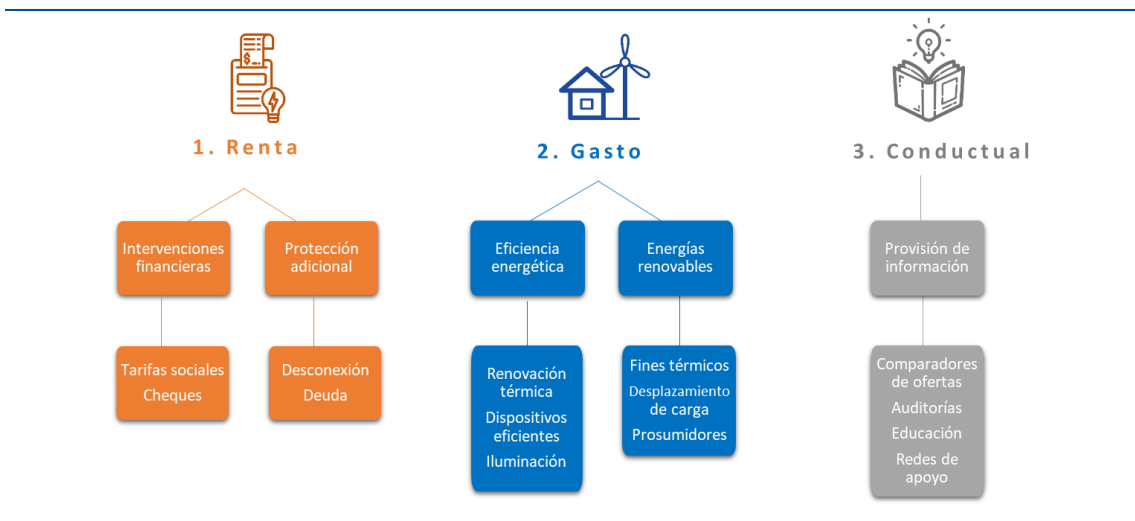 1. Renta
Intervenciones
financieras
Protección
adicional
Tarifas sociales
Cheques
Desconexión
Deuda
2. Gasto
Eficiencia
energética
Energías
renovables
Renovación
térmica
Dispositivos
eficientes
Iluminación
Fines térmicos
Desplazamiento
de carga
Prosumidores
3. Conductual
Provisión de
información
Comparadores
de ofertas
Auditorías
Educación
Redes de
apoyo